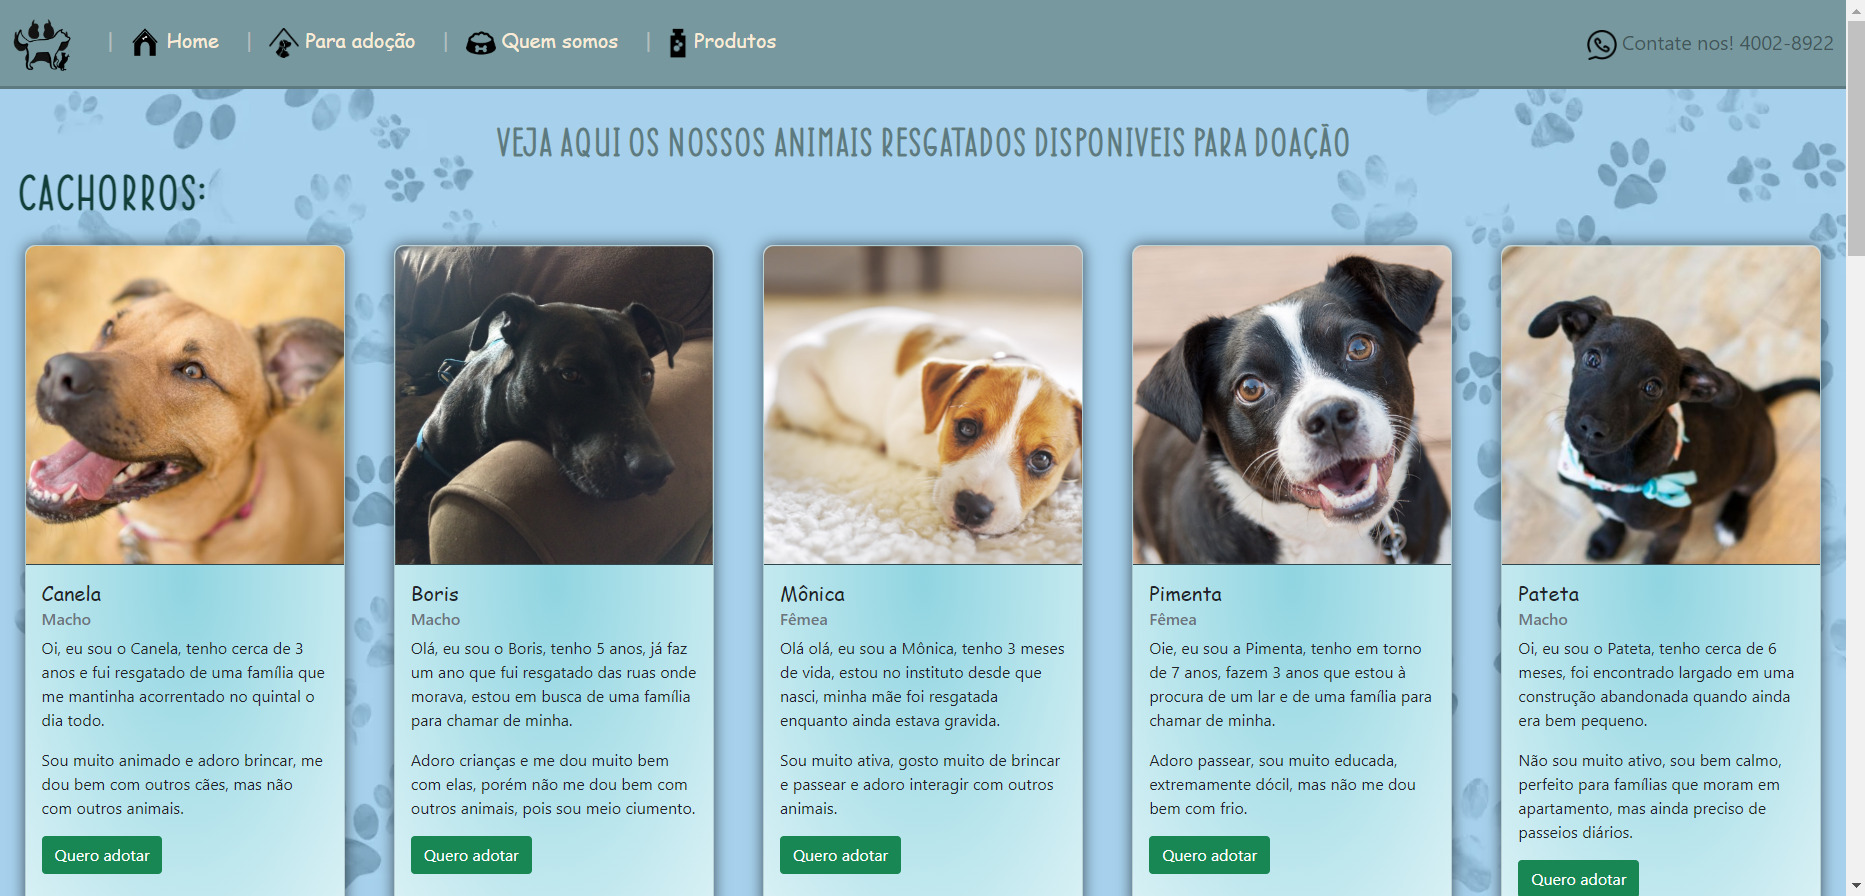 Home
Para adoção
Quem somos
Produtos
Contate nos! 4002-8922
VEJA AQUI OS NOSSOS ANIMAIS RESGATADOS DISPONIVEIS PARA DOAÇÃO
CACHORROS:
Canela
Macho
Oi, eu sou o Canela, tenho cerca de 3
anos e fui resgatado de uma família que
me mantinha acorrentado no quintal o
dia todo.
Sou muito animado e adoro brincar, me
dou bem com outros cães, mas não
com outros animais.
Quero adotar
Boris
Macho
Olá, eu sou o Boris, tenho 5 anos, já faz
um ano que fui resgatado das ruas onde
morava, estou em busca de uma família
para chamar de minha.
Adoro crianças e me dou muito bem
com elas, porém não me dou bem com
outros animais, pois sou meio ciumento.
Quero adotar
Mônica
Fêmea
Olá olá, eu sou a Mônica, tenho 3 meses
de vida, estou no instituto desde que
nasci, minha mãe foi resgatada
enquanto ainda estava gravida.
Sou muito ativa, gosto muito de brincar
e passear e adoro interagir com outros
animais.
Quero adotar
Pimenta
Fêmea
Oie, eu sou a Pimenta, tenho em torno
de 7 anos, fazem 3 anos que estou à
procura de um lar e de uma família para
chamar de minha.
Adoro passear, sou muito educada,
extremamente dócil, mas não me dou
bem com frio.
Quero adotar
Pateta
Macho
Oi, eu sou o Pateta, tenho cerca de 6
meses, foi encontrado largado em uma
construção abandonada quando ainda
era bem pequeno.
Não sou muito ativo, sou bem calmo,
perfeito para famílias que moram em
apartamento, mas ainda preciso de
passeios diários.
Quero adotar